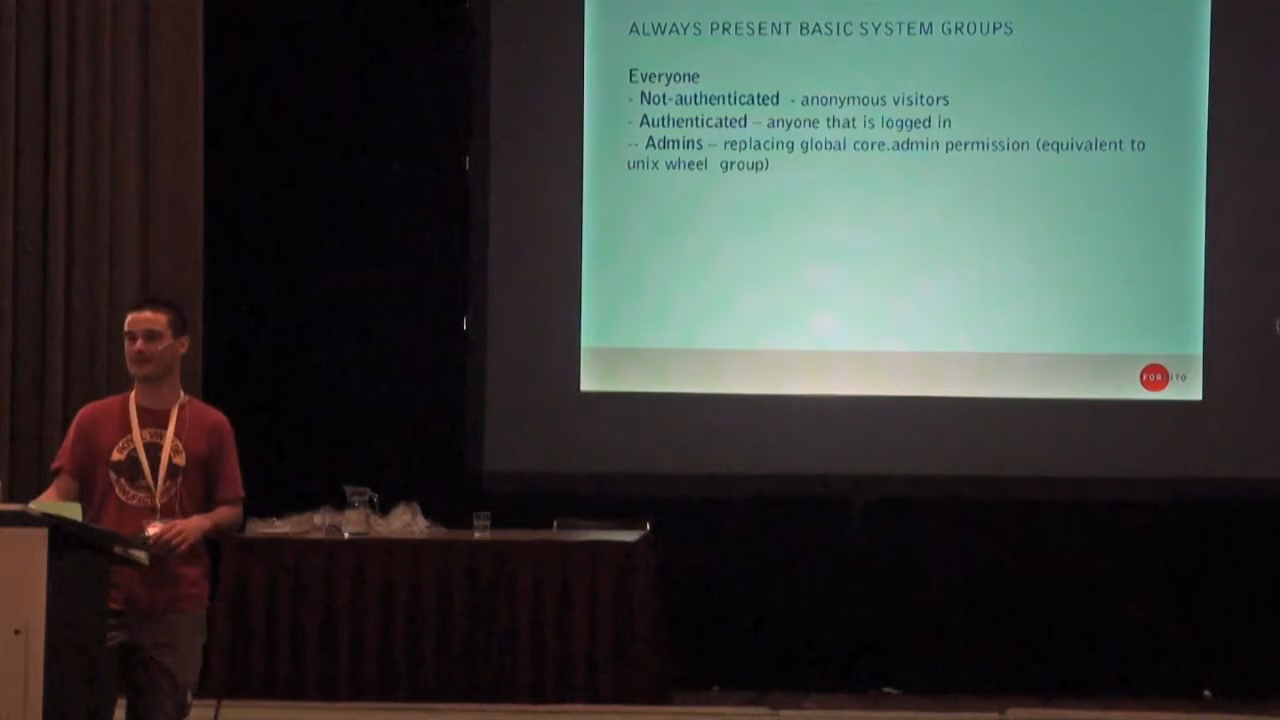 ALWAYS PRESENT BASIC SYSTEM GROUPS
Everyone
- Not-authenticated - anonymous visitors
- Authenticated – anyone that is logged in
-- Admins – replacing global core.admin permission (equivalent to
unix wheel group)
FOR